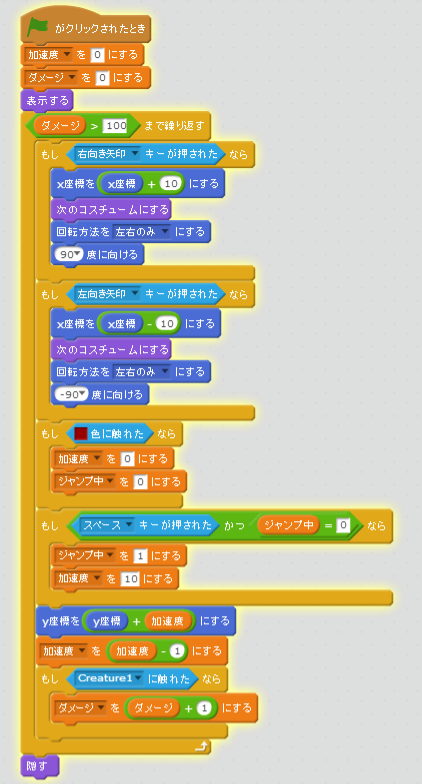 がクリックされたとき
加速度 を 0 にする
ダメージ を 0 にする
表示する
ダメージ > 100 まで繰り返す
もし 右向き矢印 キーが押された なら
x座標を x座標 + 10 にする
次のコスチュームにする
回転方法を 左右のみ にする
90 度に向ける
もし 左向き矢印 キーが押された なら
x座標を x座標 - 10 にする
次のコスチュームにする
回転方法を 左右のみ にする
-90 度に向ける
もし 色に触れた なら
加速度 を 0 にする
ジャンプ中 を 0 にする
もし スペース キーが押された かつ ジャンプ中 = 0 なら
ジャンプ中 を 1 にする
加速度 を 10 にする
y座標を y座標 + 加速度 にする
加速度 を 加速度 - 1 にする
もし Creature1 に触れた なら
ダメージ を ダメージ + 1 にする
隠す